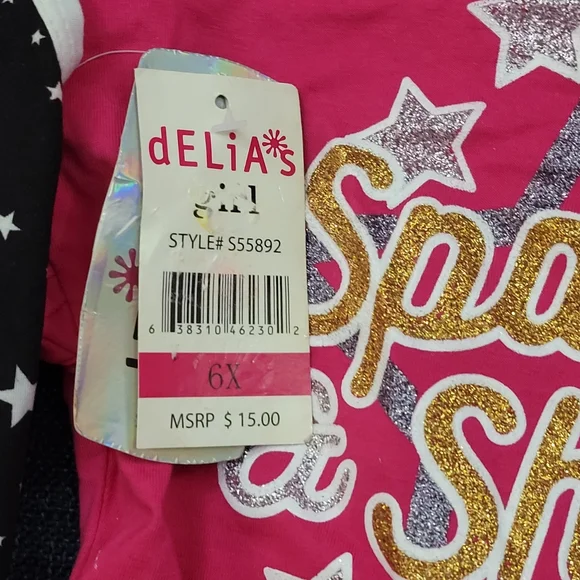 dELiA*s
girl
STYLE# S55892
6 38310 46230 2
6X
MSRP $ 15.00
Spa
&
Sh